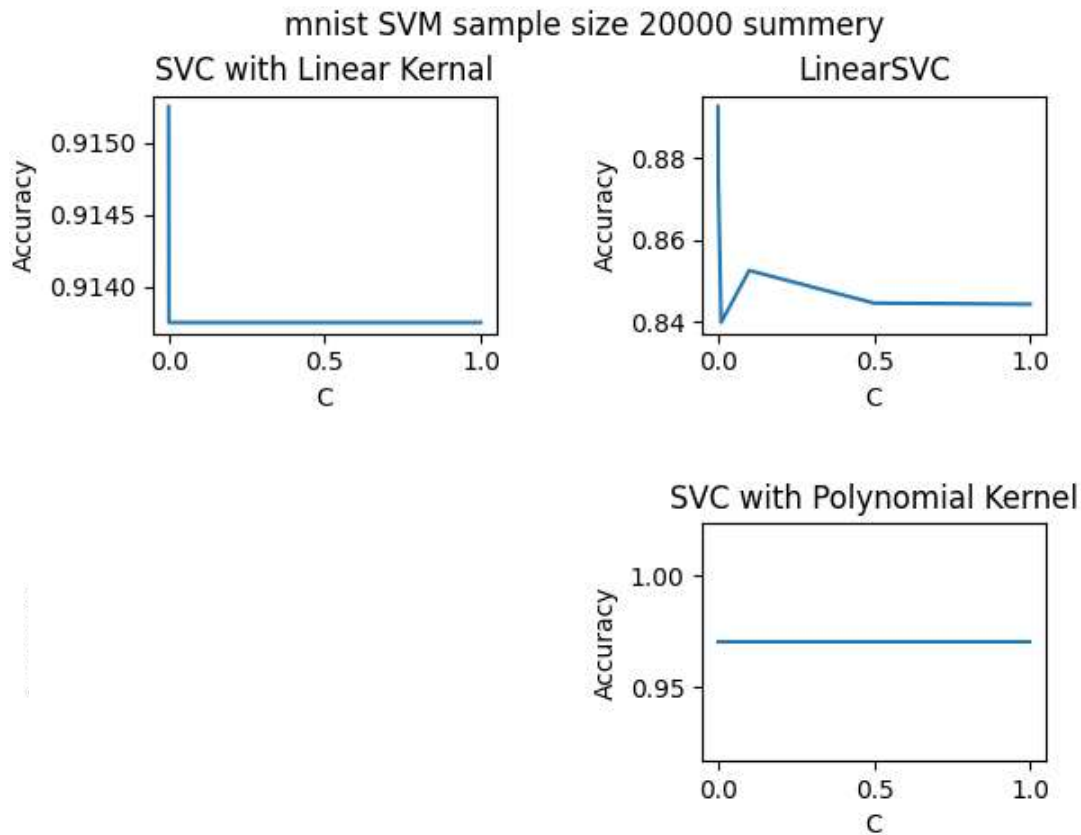 mnist SVM sample size 20000 summery
SVC with Linear Kernal
0.9150
0.9145
0.9140
Accuracy
0.0 0.5 1.0
C
LinearSVC
0.88
0.86
0.84
Accuracy
0.0 0.5 1.0
C
SVC with Polynomial Kernel
1.00
0.95
Accuracy
0.0 0.5 1.0
C